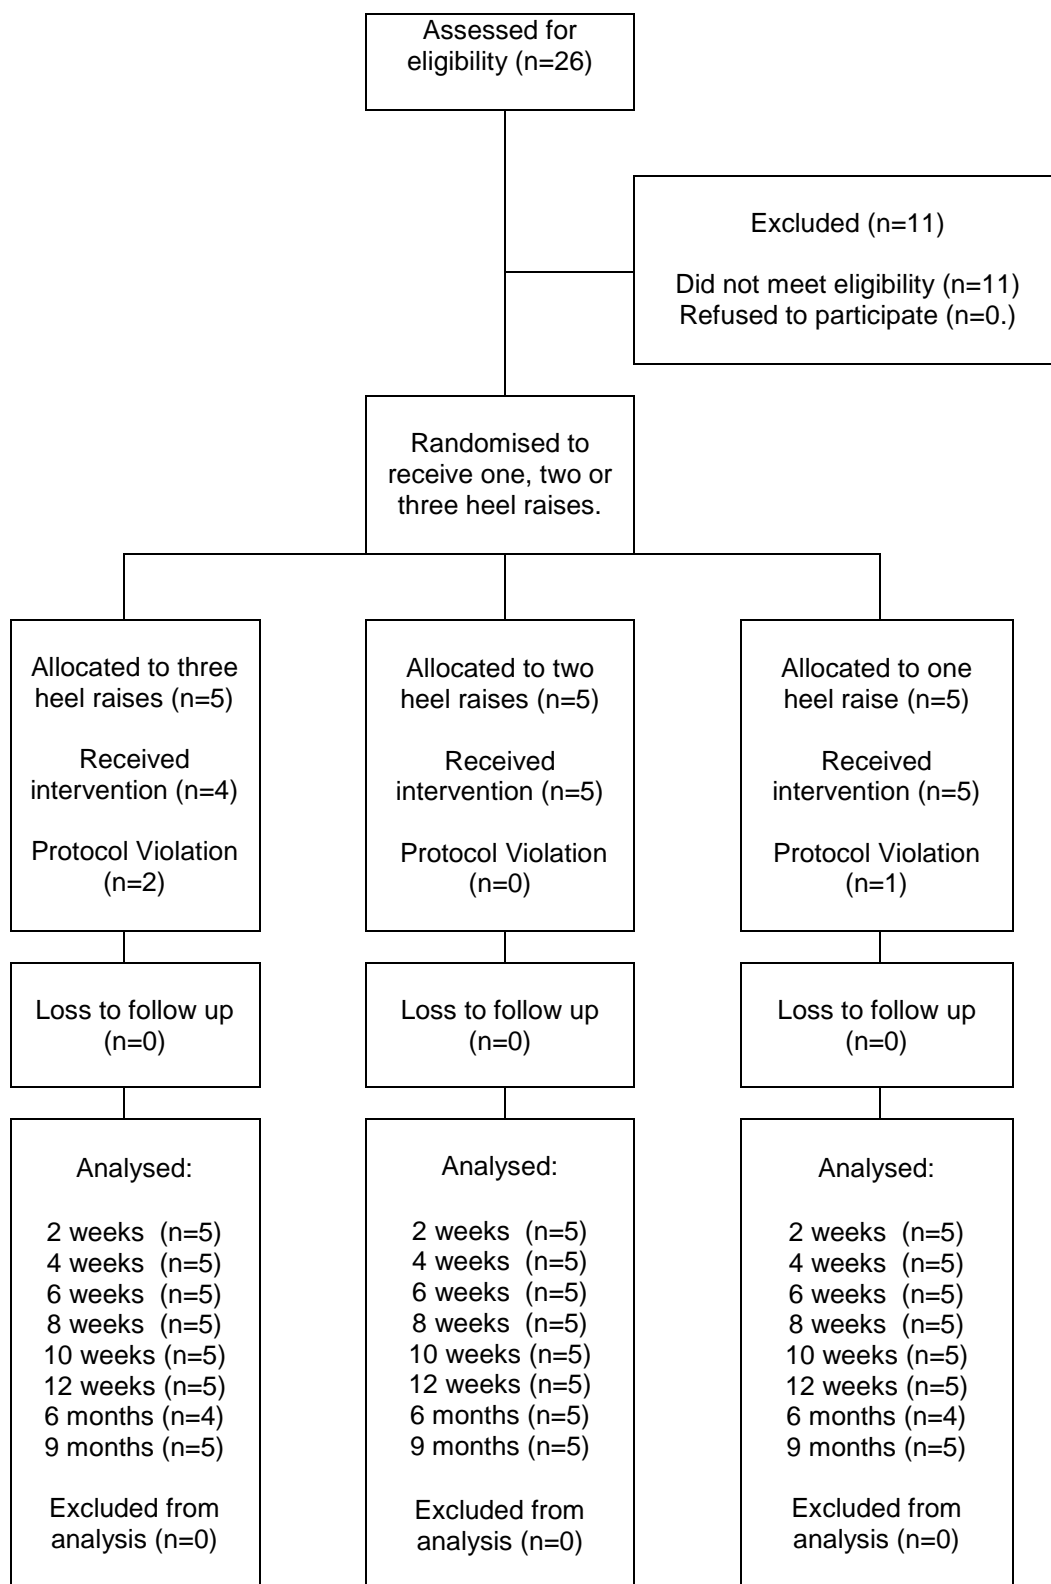 Assessed for
eligibility (n=26)
Excluded (n=11)
Did not meet eligibility (n=11)
Refused to participate (n=0.)
Randomised to
receive one, two or
three heel raises.
Allocated to three
heel raises (n=5)
Received
intervention (n=4)
Protocol Violation
(n=2)
Allocated to two
heel raises (n=5)
Received
intervention (n=5)
Protocol Violation
(n=0)
Allocated to one
heel raise (n=5)
Received
intervention (n=5)
Protocol Violation
(n=1)
Loss to follow up
(n=0)
Loss to follow up
(n=0)
Loss to follow up
(n=0)
Analysed:
2 weeks (n=5)
4 weeks (n=5)
6 weeks (n=5)
8 weeks (n=5)
10 weeks (n=5)
12 weeks (n=5)
6 months (n=4)
9 months (n=5)
Excluded from
analysis (n=0)
Analysed:
2 weeks (n=5)
4 weeks (n=5)
6 weeks (n=5)
8 weeks (n=5)
10 weeks (n=5)
12 weeks (n=5)
6 months (n=5)
9 months (n=5)
Excluded from
analysis (n=0)
Analysed:
2 weeks (n=5)
4 weeks (n=5)
6 weeks (n=5)
8 weeks (n=5)
10 weeks (n=5)
12 weeks (n=5)
6 months (n=4)
9 months (n=5)
Excluded from
analysis (n=0)